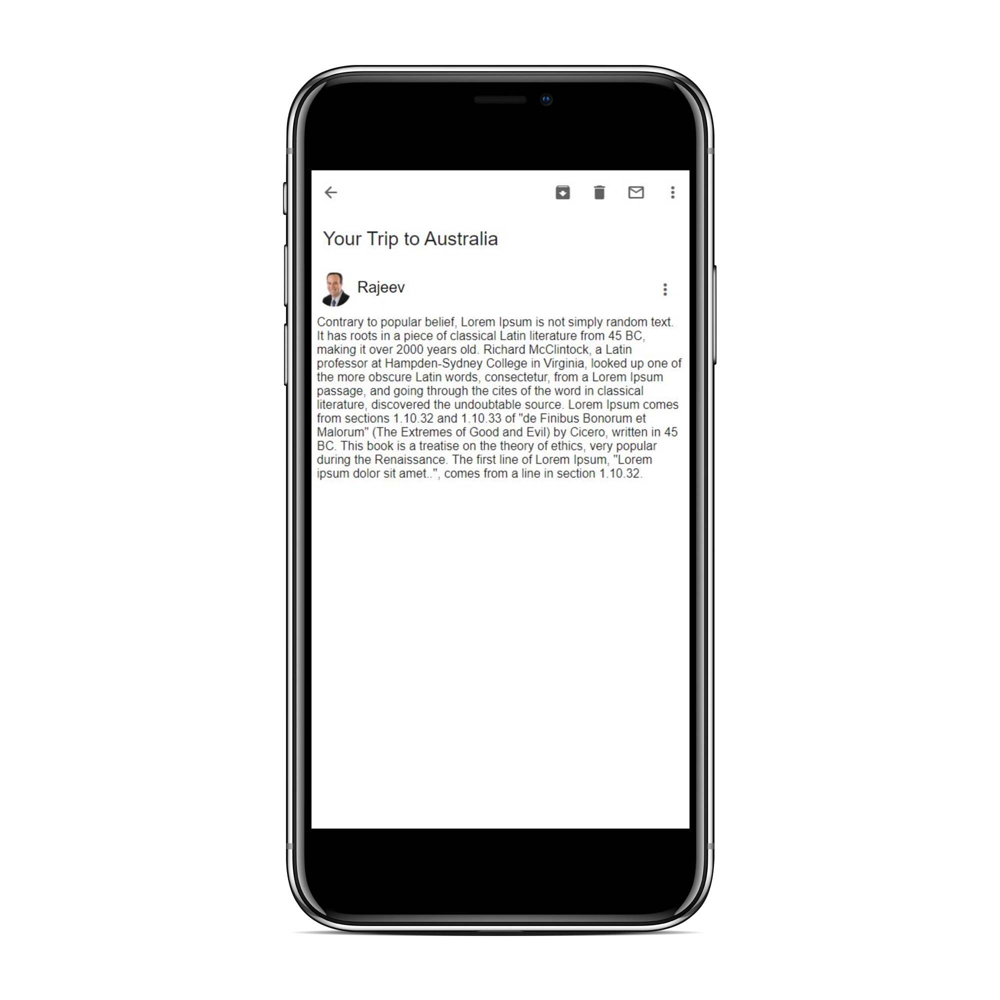 Your Trip to Australia
Rajeev
Contrary to popular belief, Lorem Ipsum is not simply random text.
It has roots in a piece of classical Latin literature from 45 BC,
making it over 2000 years old. Richard McClintock, a Latin
professor at Hampden-Sydney College in Virginia, looked up one of
the more obscure Latin words, consectetur, from a Lorem Ipsum
passage, and going through the cites of the word in classical
literature, discovered the undoubtable source. Lorem Ipsum comes
from sections 1.10.32 and 1.10.33 of "de Finibus Bonorum et
Malorum" (The Extremes of Good and Evil) by Cicero, written in 45
BC. This book is a treatise on the theory of ethics, very popular
during the Renaissance. The first line of Lorem Ipsum, "Lorem
ipsum dolor sit amet..", comes from a line in section 1.10.32.